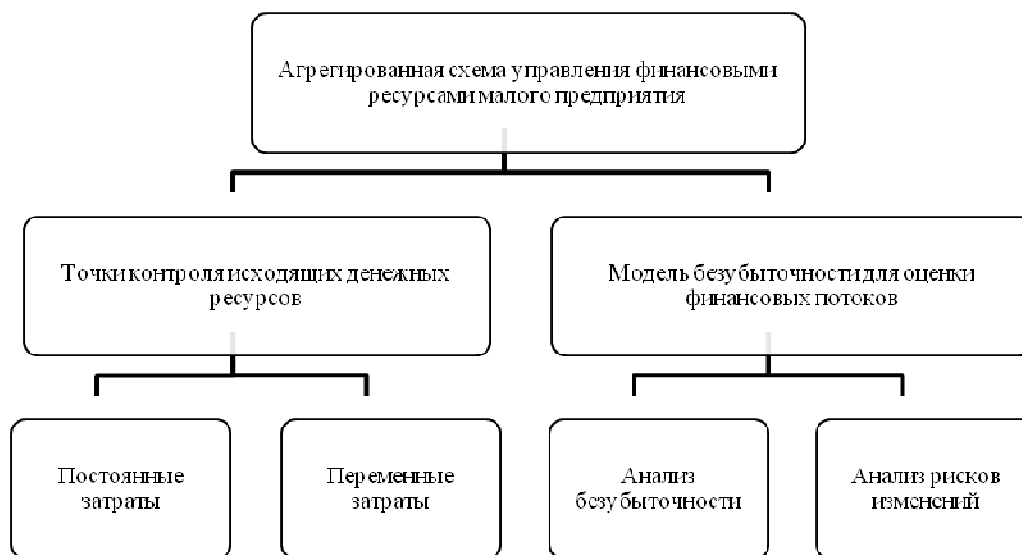 Агрегированная схема управления финансовыми
ресурсами малого предприятия
Точки контроля исходящих денежных
ресурсов
Модель безубыточности для оценки
финансовых потоков
Постоянные
затраты
Переменные
затраты
Анализ
безубыточности
Анализ рисков
изменений